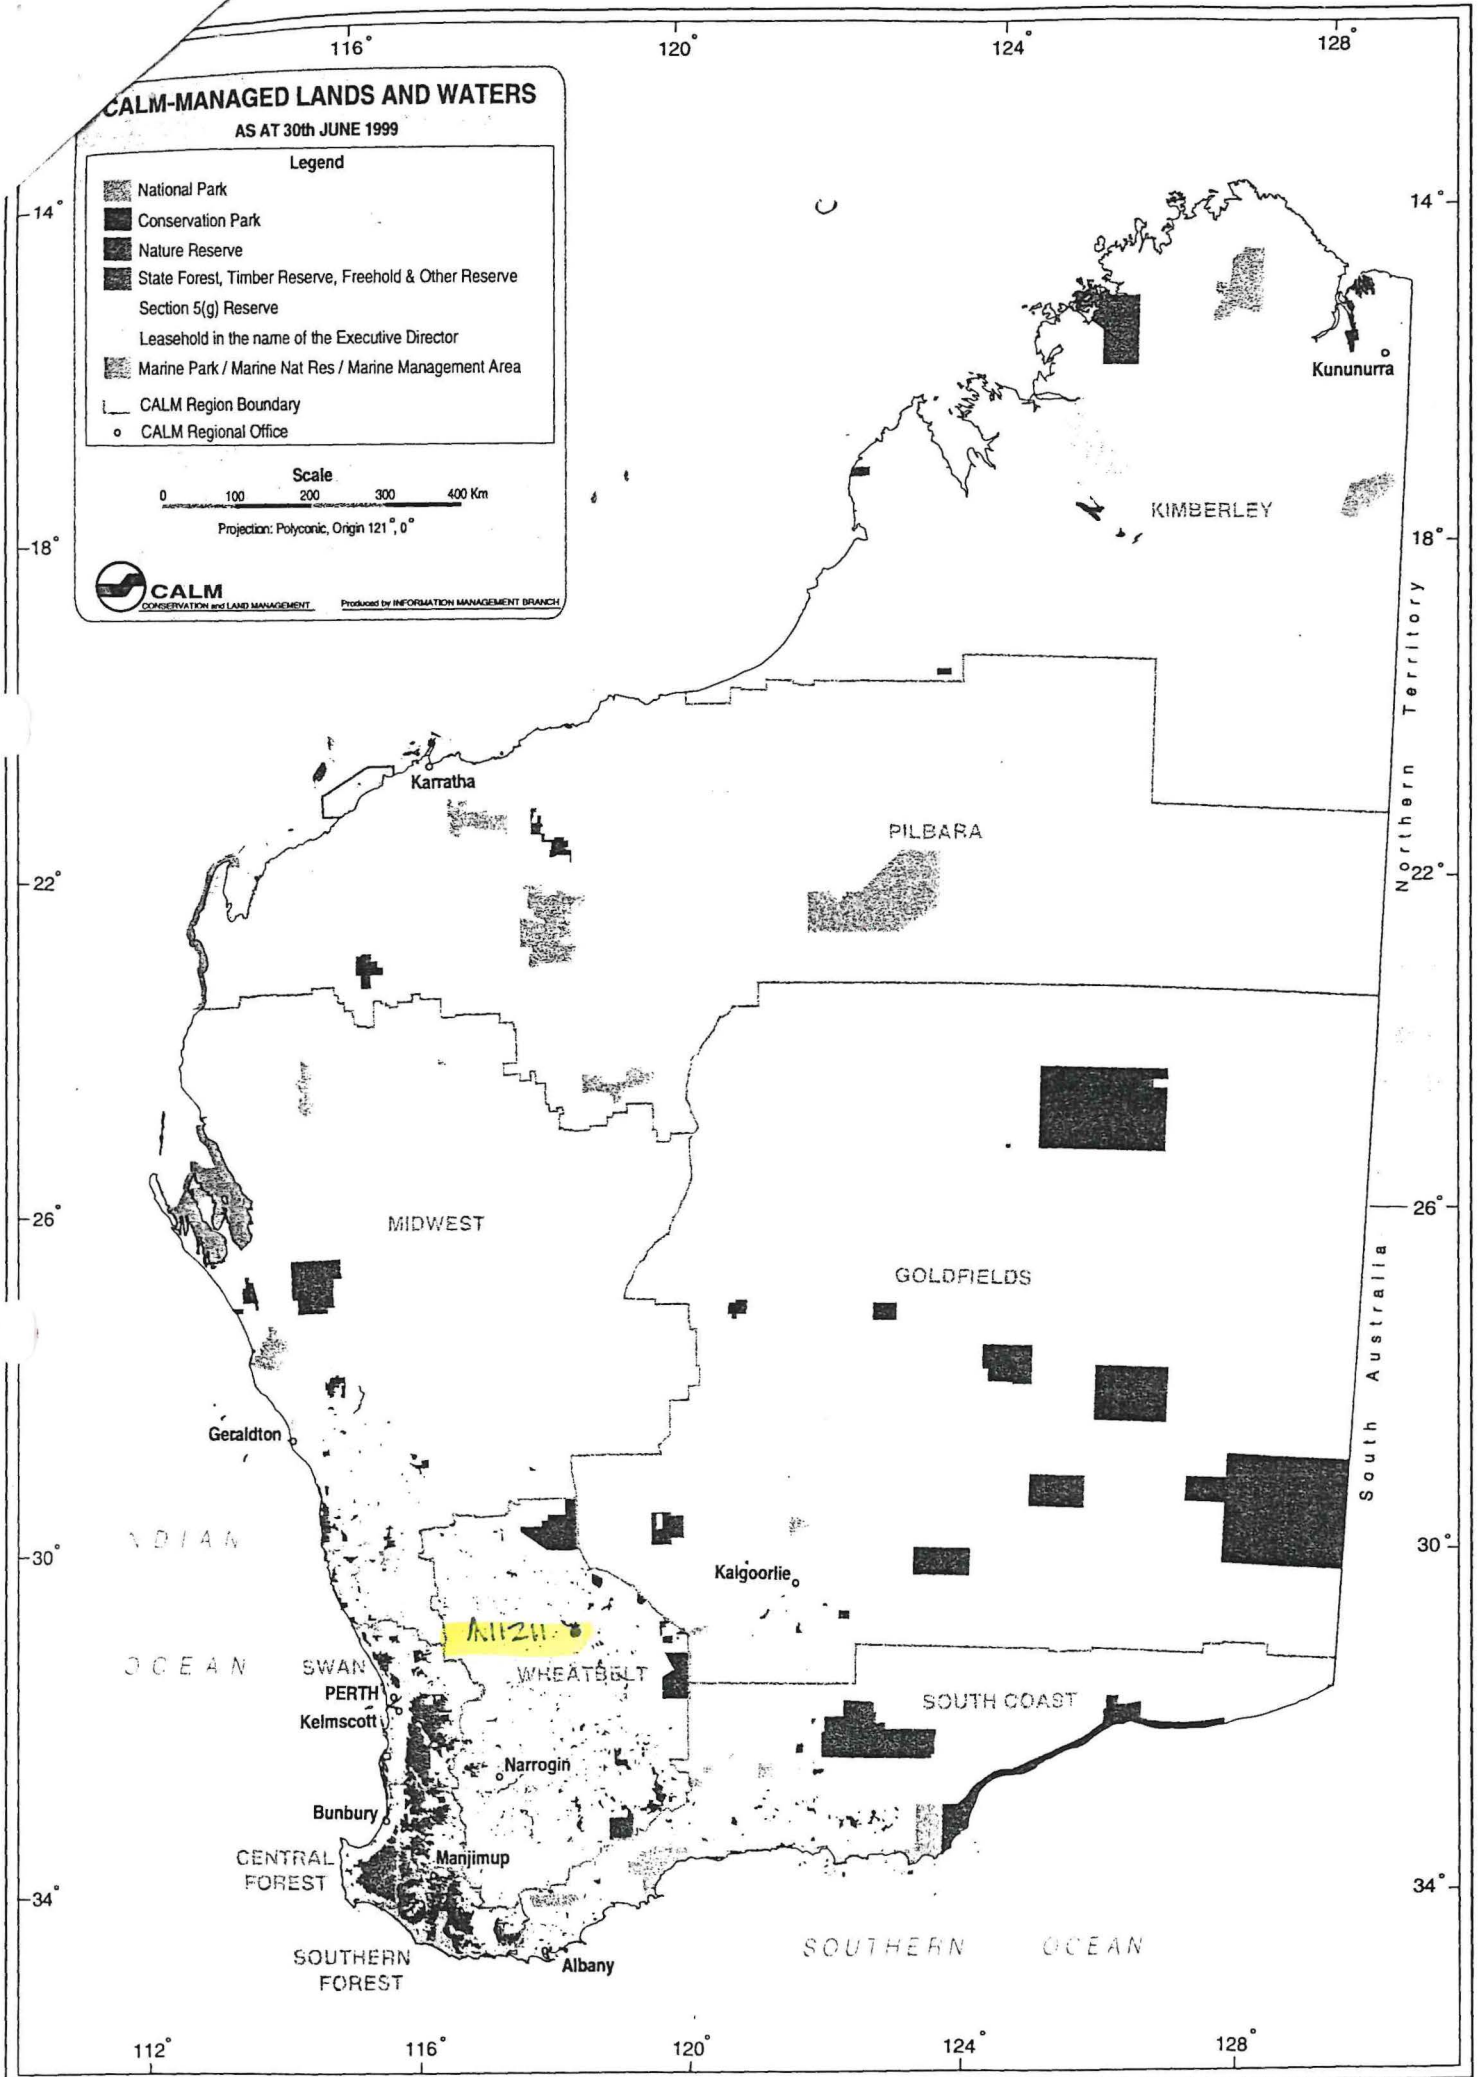 116° 120° 124° 128°
CALM-MANAGED LANDS AND WATERS
AS AT 30th JUNE 1999
Legend
National Park
Conservation Park
Nature Reserve
State Forest, Timber Reserve, Freehold & Other Reserve
Section 5(g) Reserve
Leasehold in the name of the Executive Director
Marine Park / Marine Nat Res / Marine Management Area
CALM Region Boundary
CALM Regional Office
Scale
0 100 200 300 400 Km
Projection: Polyconic, Origin 121°, 0°
CALM
CONSERVATION and LAND MANAGEMENT Produced by INFORMATION MANAGEMENT BRANCH
14° 14°
Kununurra
KIMBERLEY
18° 18°
Northern Territory
Karratha
PILBARA
22° 22°
26° 26°
MIDWEST
GOLDFIELDS
South Australia
Geraldton
NDIAN
30° 30°
Kalgoorlie
OCEAN
SWAN
WHEATBELT
PERTH
SOUTH COAST
Kelmscott
Narrogin
Bunbury
CENTRAL
FOREST
Manjimup
34° 34°
SOUTHERN OCEAN
SOUTHERN
FOREST
Albany
112° 116° 120° 124° 128°